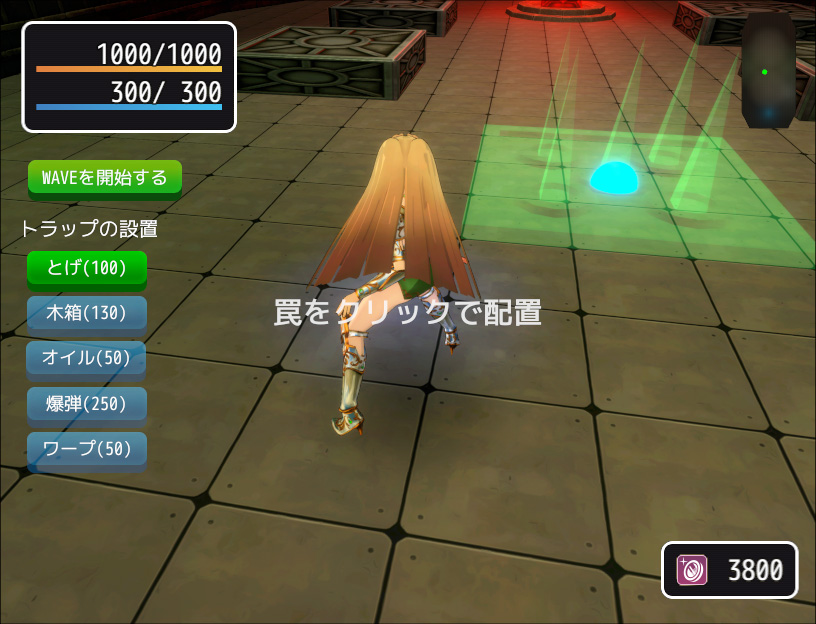 1000/1000
300/ 300
WAVEを開始する
トラップの設置
とげ(100)
木箱(130)
罠をクリックで配置
オイル(50)
爆弾(250)
ワープ(50)
3800